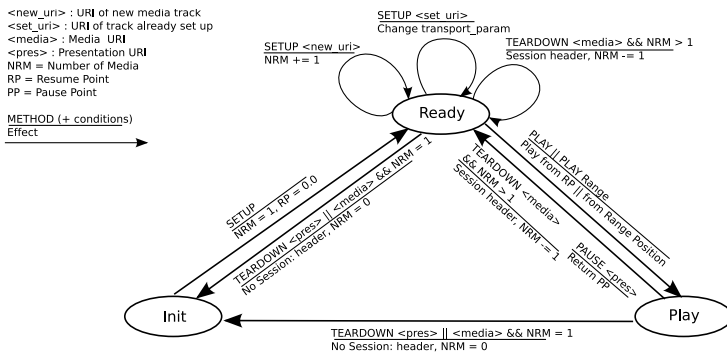 <new_uri> : URI of new media track
<set_uri> : URI of track already set up
<media> : Media  URI
<pres> : Presentation URI
NRM = Number of Media
RP = Resume Point
PP = Pause Point
METHOD (+ conditions)
Effect
SETUP <new_uri>
NRM += 1
SETUP <set_uri>
Change transport_param
TEARDOWN <media> && NRM > 1
Session header, NRM -= 1
Ready
SETUP
NRM = 1, RP = 0.0
TEARDOWN <pres> || <media> && NRM = 1
No Session: header, NRM = 0
TEARDOWN <media>
&& NRM > 1
Session header, NRM -= 1
PLAY || PLAY Range
Play from RP || from Range Position
PAUSE <pres>
Return PP
Init
Play
TEARDOWN <pres> || <media> && NRM = 1
No Session: header, NRM = 0